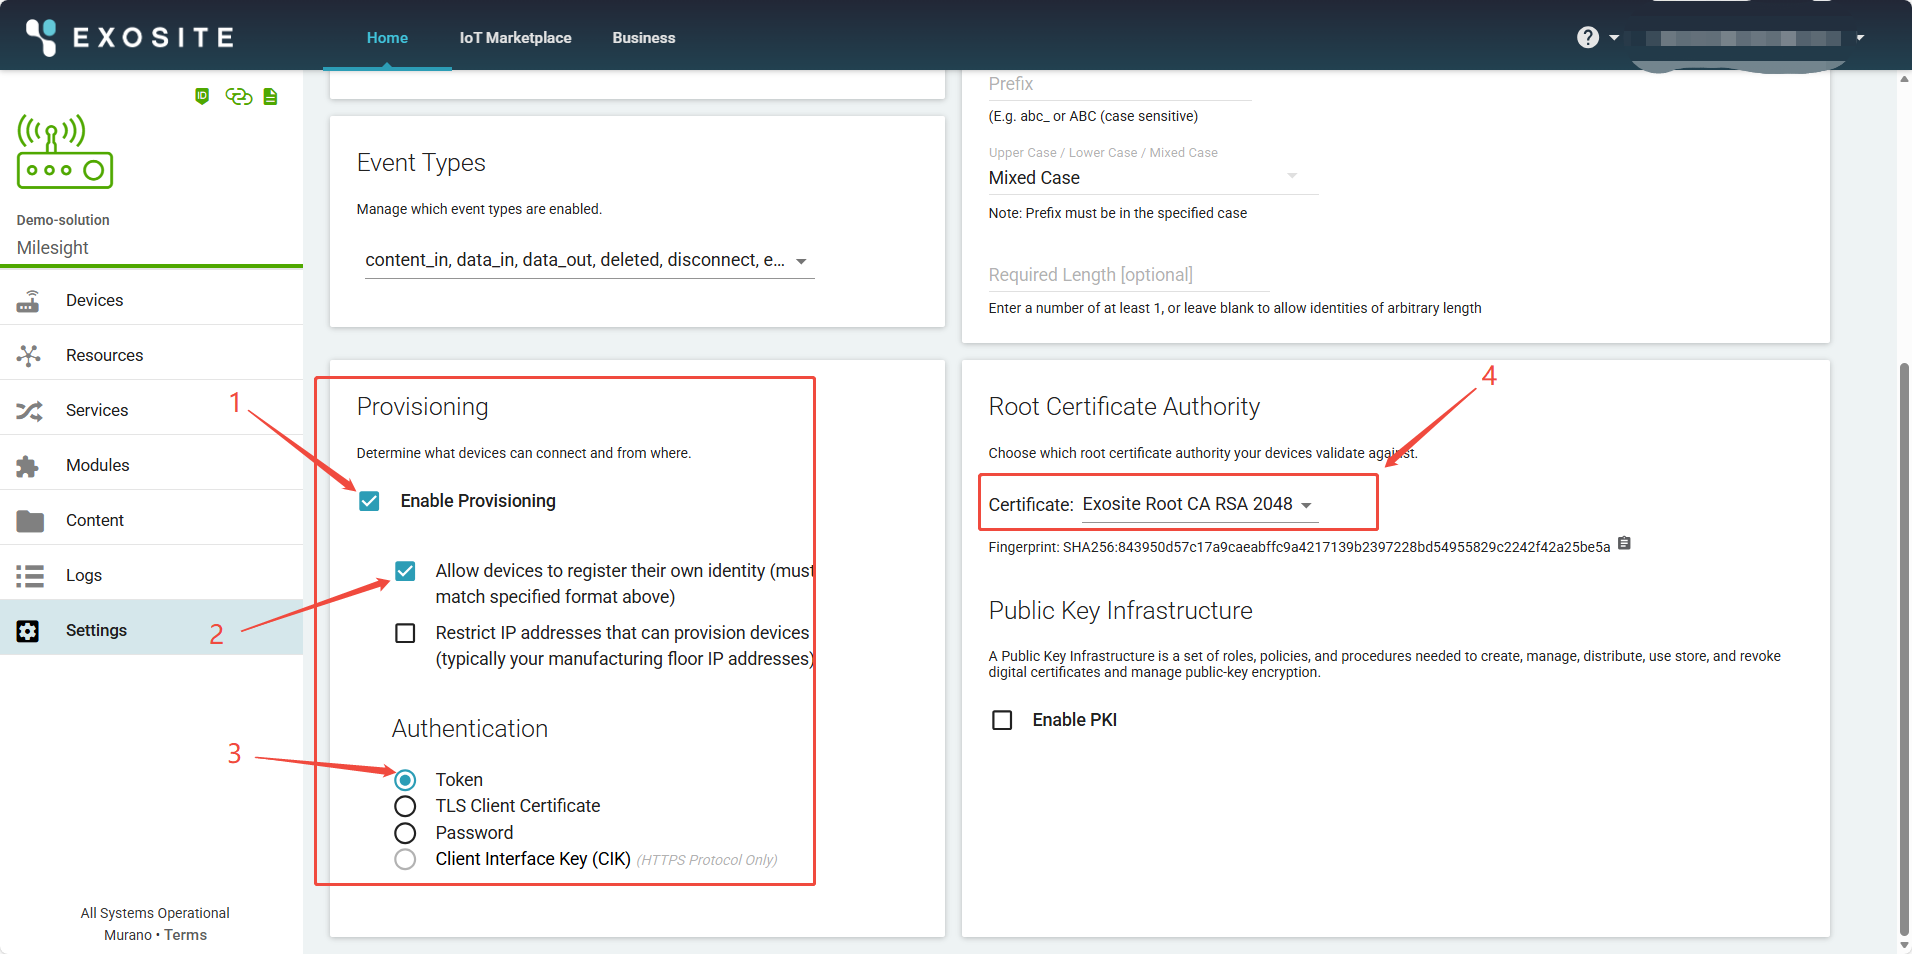 EXOSITE
Home
IoT Marketplace
Business
?
ID
Demo-solution
Milesight
Devices
Resources
Services
Modules
Content
Logs
Settings
All Systems Operational
Murano • Terms
Event Types
Manage which event types are enabled.
content_in, data_in, data_out, deleted, disconnect, e...
Prefix
(E.g. abc_ or ABC (case sensitive)
Upper Case / Lower Case / Mixed Case
Mixed Case
Note: Prefix must be in the specified case
Required Length [optional]
Enter a number of at least 1, or leave blank to allow identities of arbitrary length
1
Provisioning
Determine what devices can connect and from where.
Enable Provisioning
2
Allow devices to register their own identity (must
match specified format above)
Restrict IP addresses that can provision devices
(typically your manufacturing floor IP addresses)
Authentication
3
Token
TLS Client Certificate
Password
Client Interface Key (CIK) (HTTPS Protocol Only)
4
Root Certificate Authority
Choose which root certificate authority your devices validate against.
Certificate: Exosite Root CA RSA 2048
Fingerprint: SHA256:843950d57c17a9caeabffc9a4217139b2397228bd54955829c2242f42a25be5a
Public Key Infrastructure
A Public Key Infrastructure is a set of roles, policies, and procedures needed to create, manage, distribute, use store, and revoke
digital certificates and manage public-key encryption.
Enable PKI